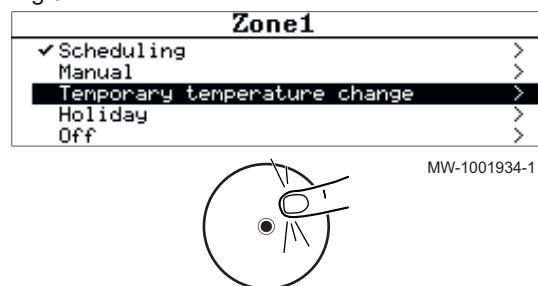 Zone1
✔ Scheduling >
Manual >
Temporary temperature change >
Holiday >
Off >
MW-1001934-1